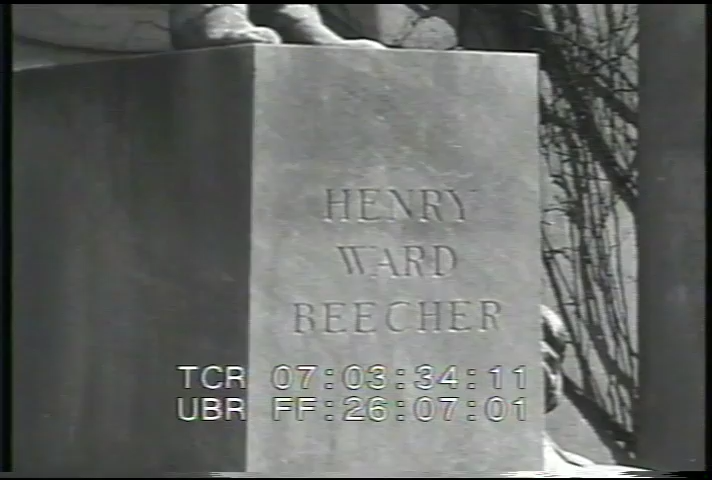 HENRY
WARD
BEECHER
TCR 07:03:34:11
UBR FF:26:07:01